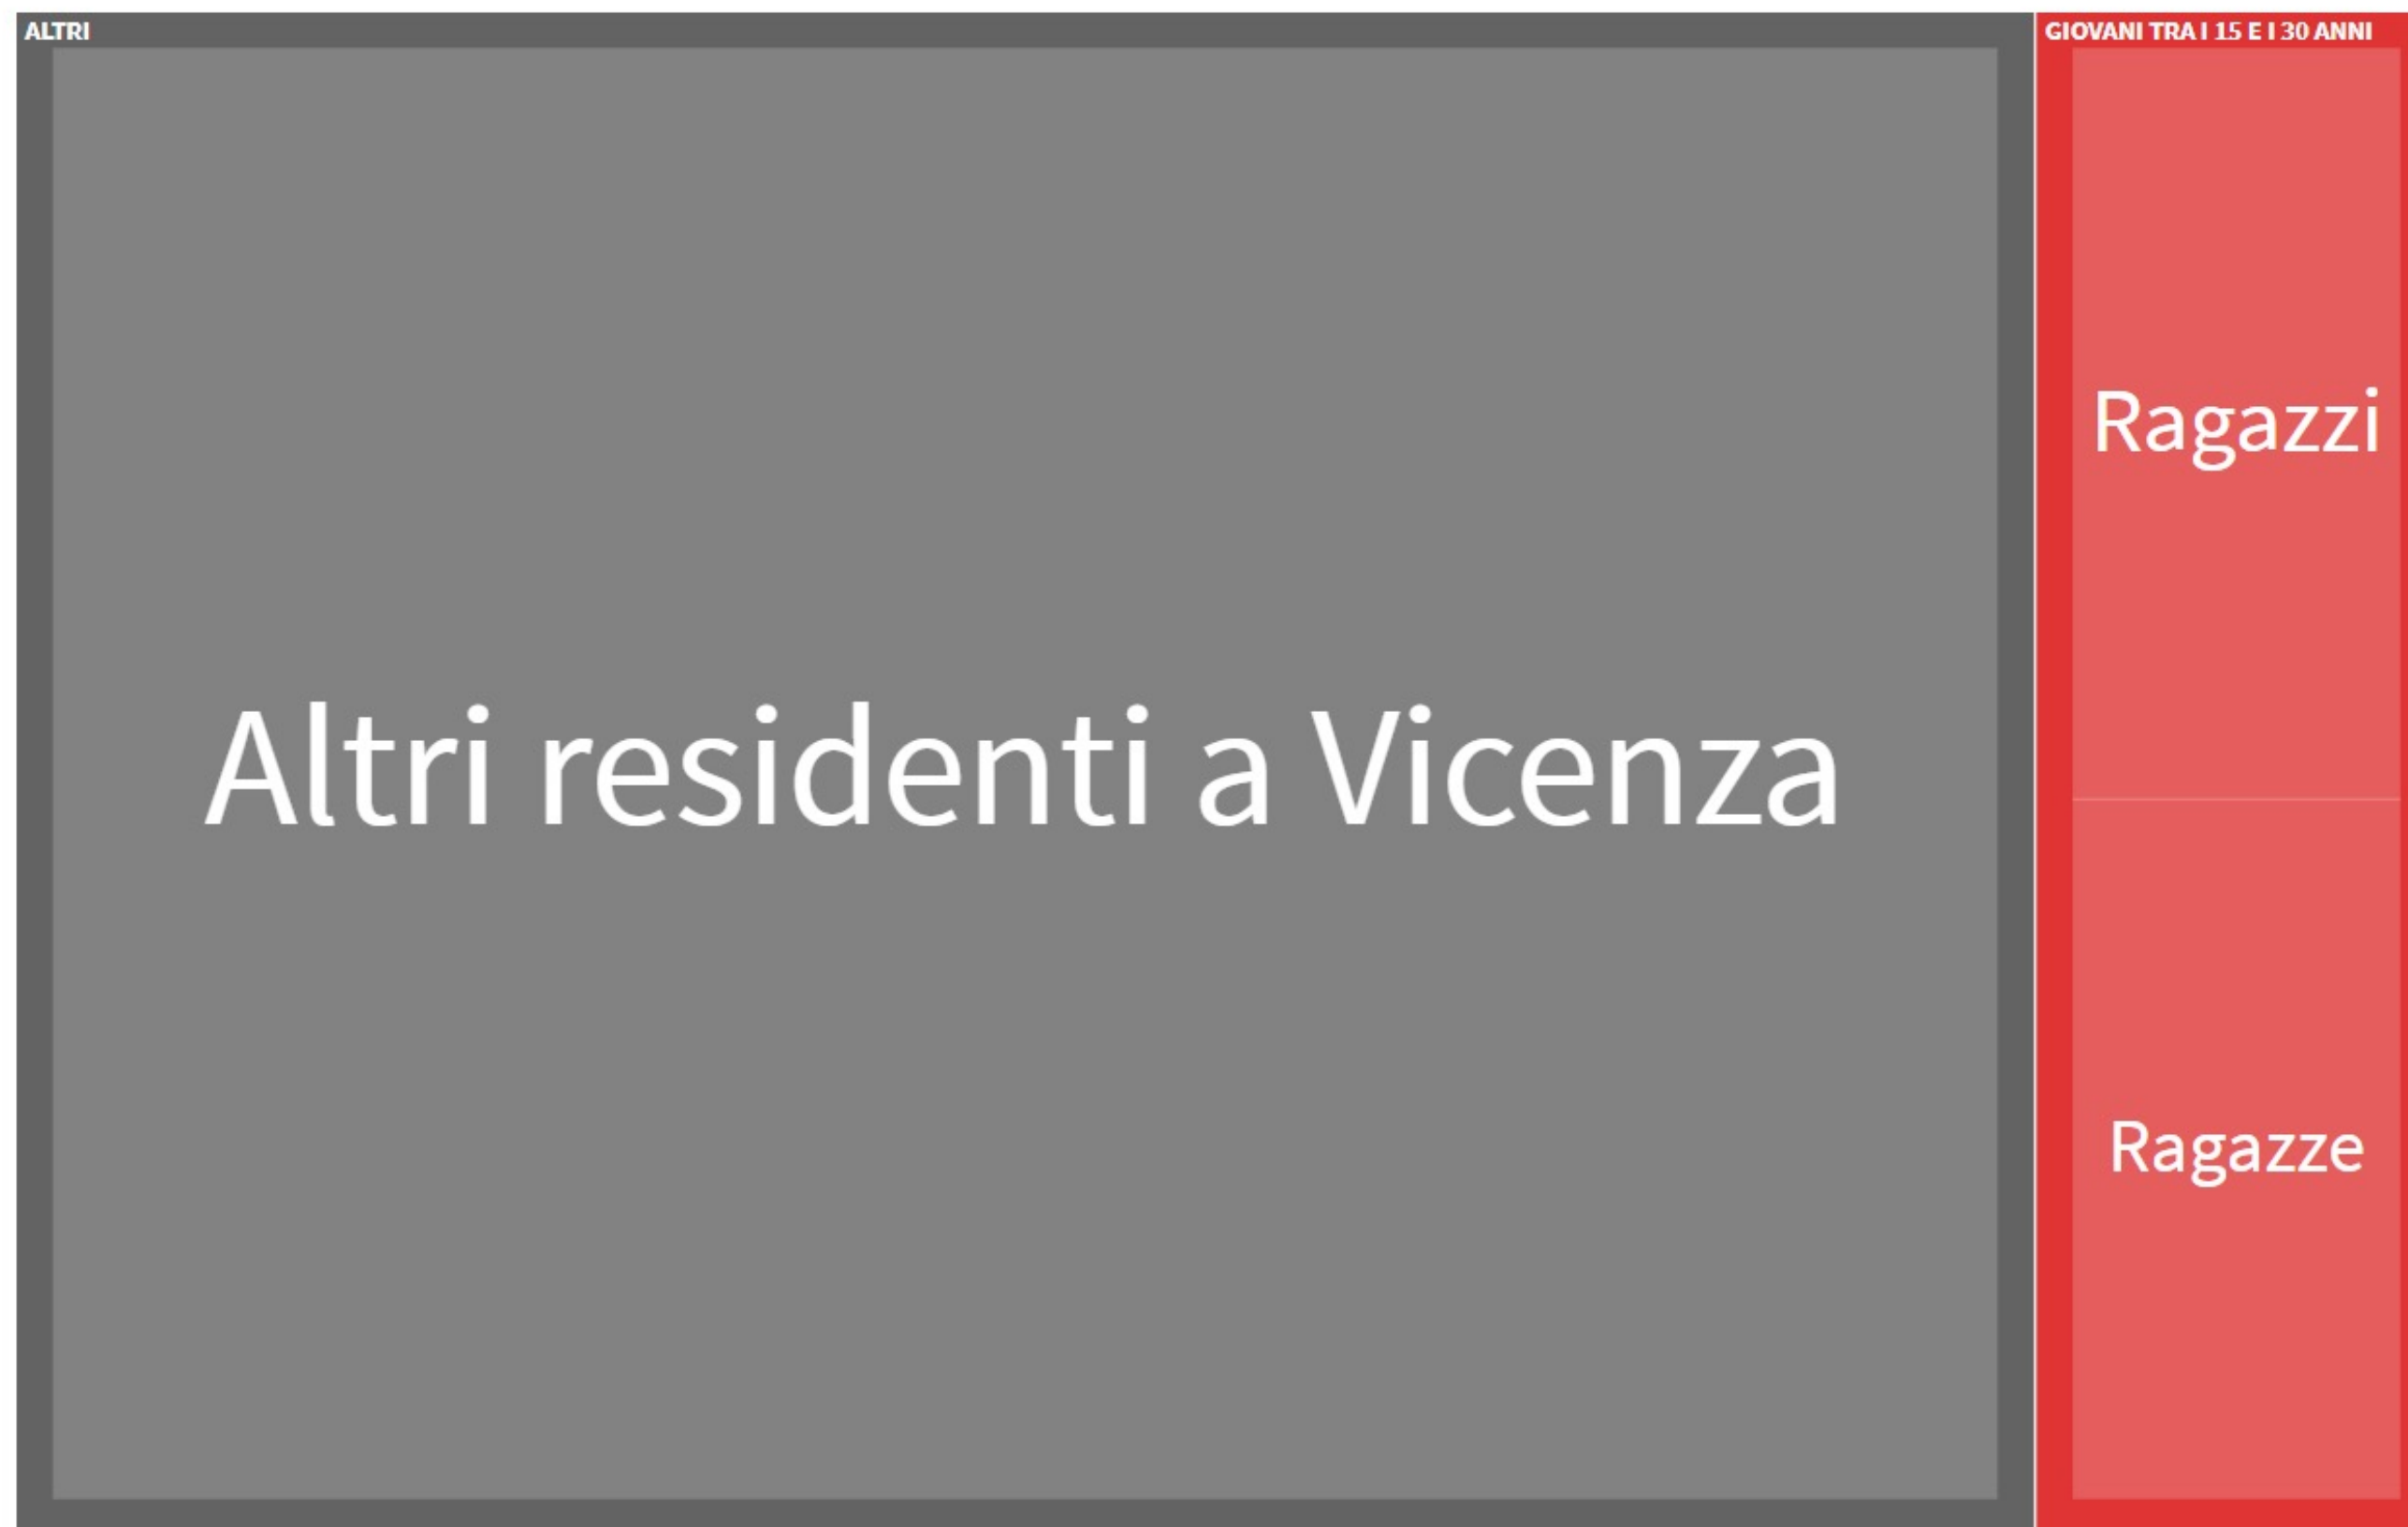 ALTRI
Altri residenti a Vicenza
GIOVANI TRA I 15 E I 30 ANNI
Ragazzi
Ragazze